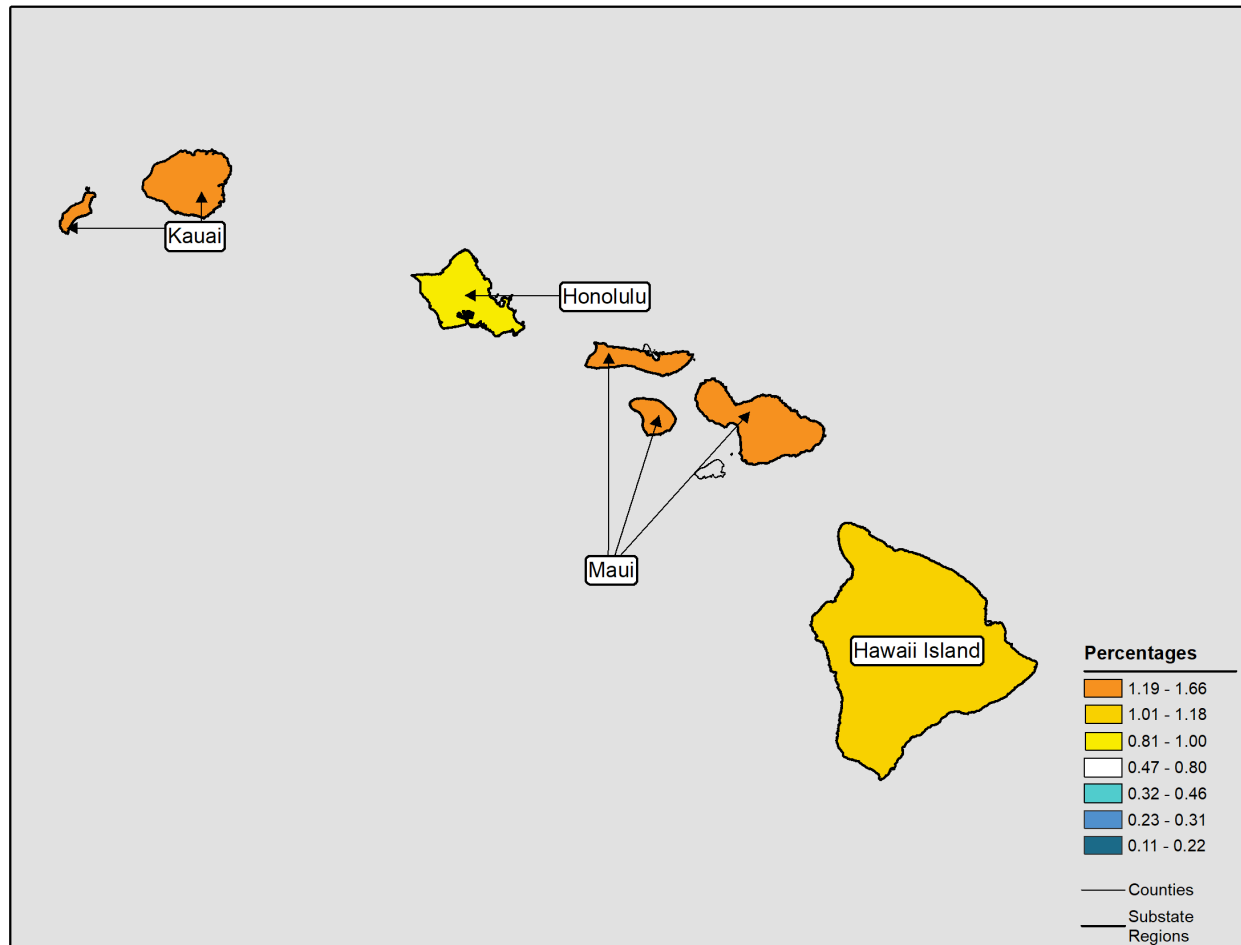 Kauai
Honolulu
Maui
Hawaii Island
Percentages
1.19 - 1.66
1.01 - 1.18
0.81 - 1.00
0.47 - 0.80
0.32 - 0.46
0.23 - 0.31
0.11 - 0.22
Counties
Substate
Regions